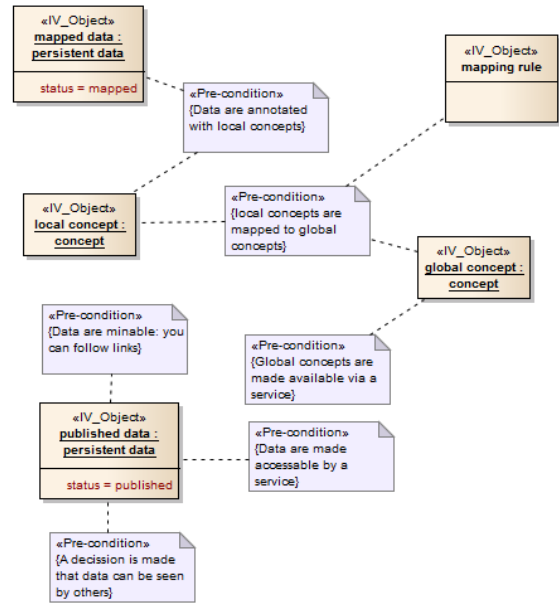 «IV_Object»
mapped data :
persistent data
status = mapped
«Pre-condition»
{Data are annotated
with local concepts}
«IV_Object»
mapping rule
«IV_Object»
local concept :
concept
«Pre-condition»
{local concepts are
mapped to global
concepts}
«IV_Object»
global concept :
concept
«Pre-condition»
{Data are minable: you
can follow links}
«Pre-condition»
{Global concepts are
made available via a
service}
«IV_Object»
published data :
persistent data
status = published
«Pre-condition»
{Data are made
accessable by a
service}
«Pre-condition»
{A decission is made
that data can be seen
by others}